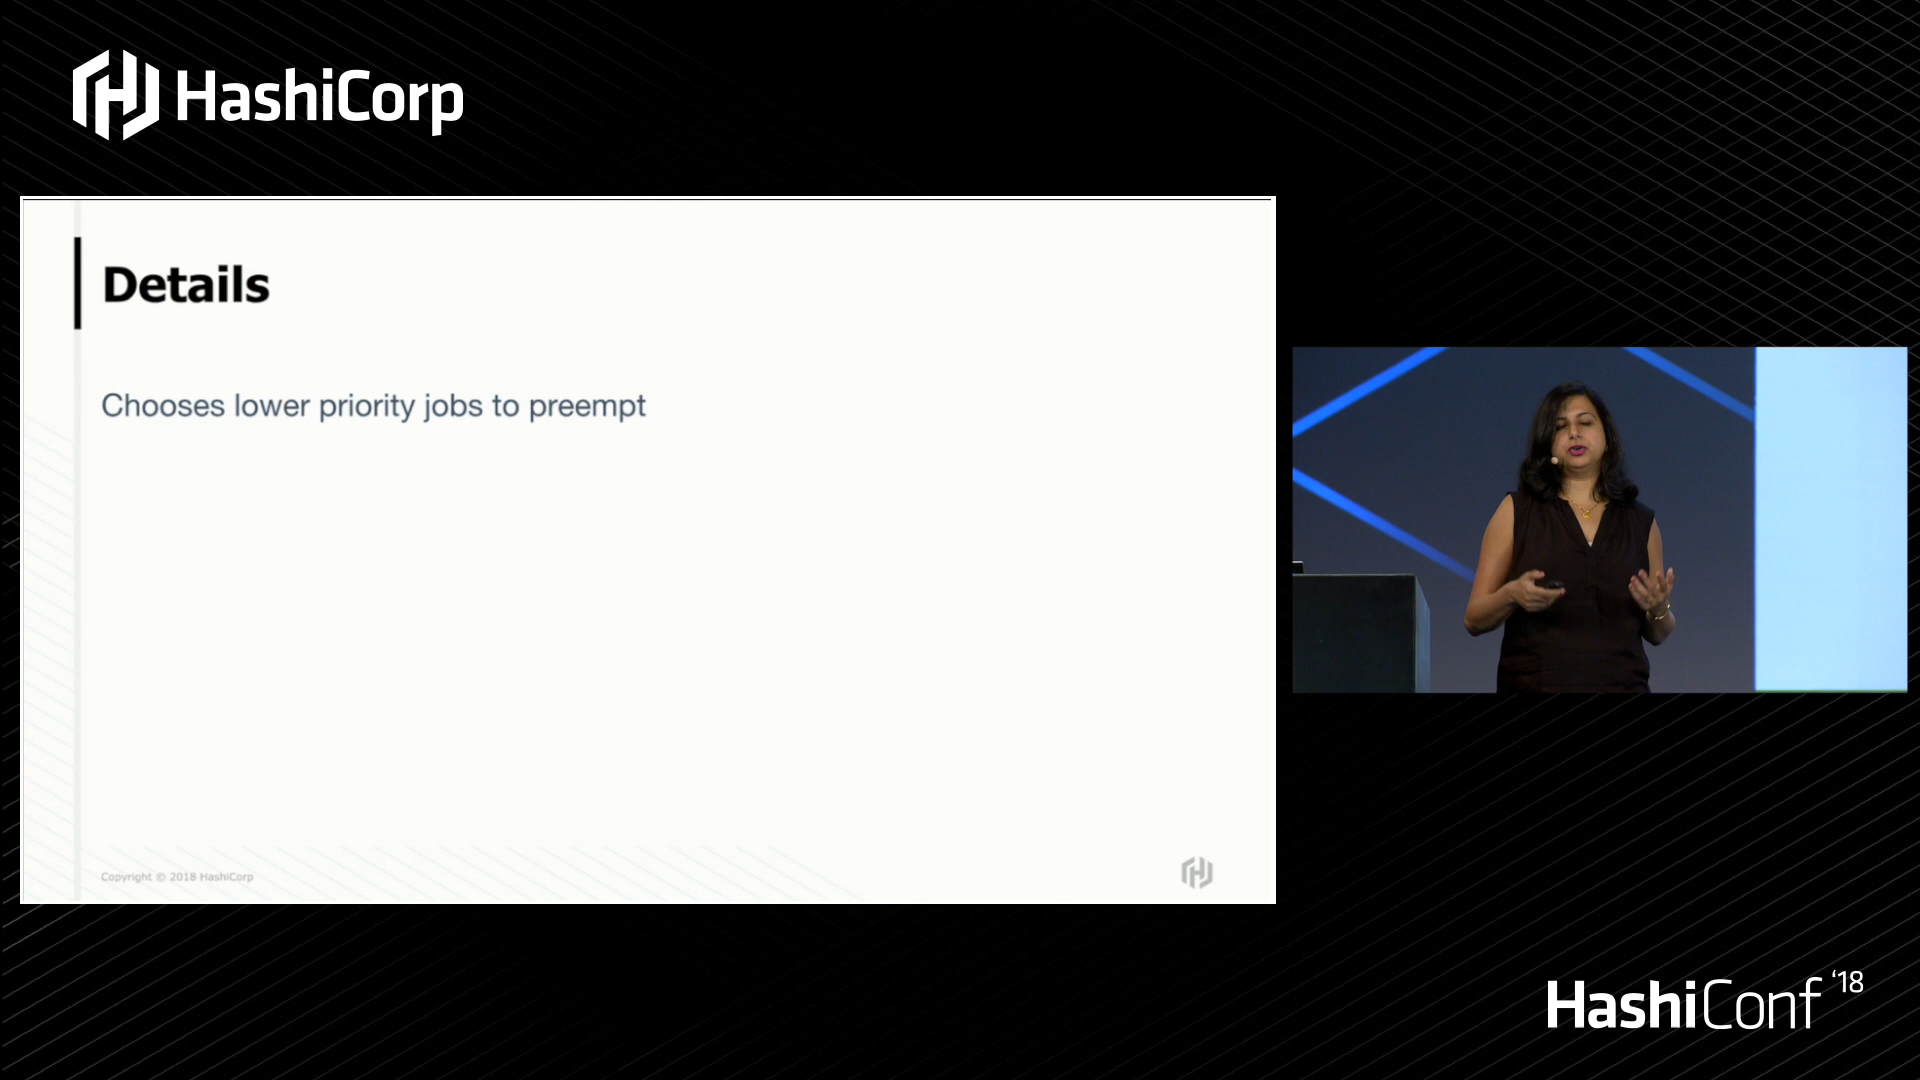 HashiCorp
Details
Chooses lower priority jobs to preempt
Copyright © 2018 HashiCorp
HashiConf '18